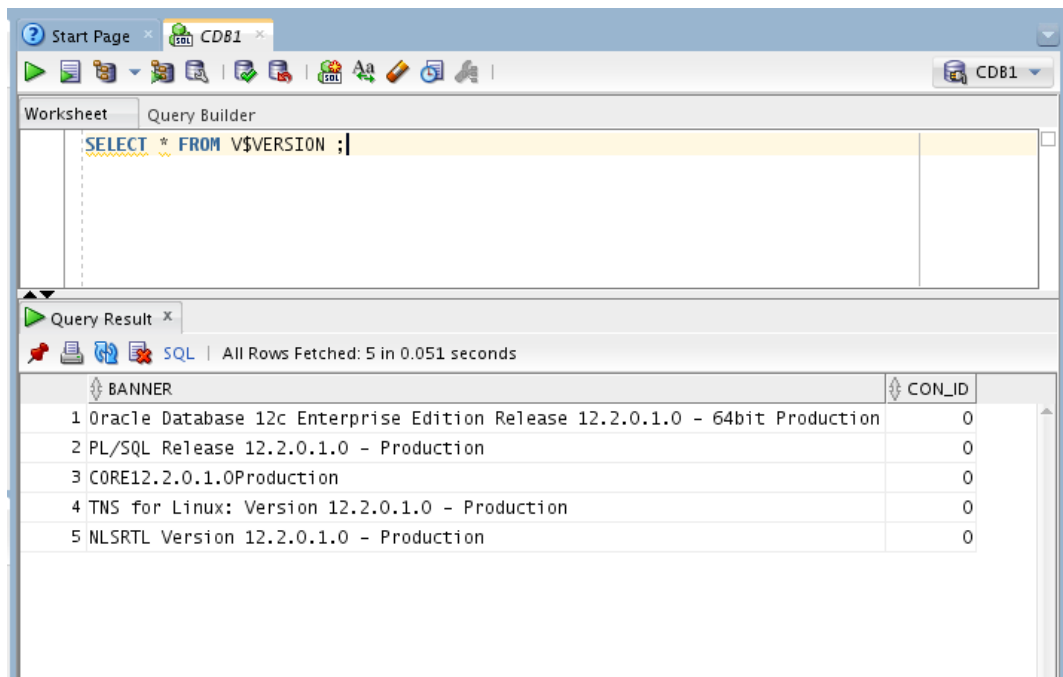 Start Page
CDB1
CDB1
Worksheet Query Builder
SELECT * FROM V$VERSION ;
Query Result
SQL | All Rows Fetched: 5 in 0.051 seconds
BANNER CON_ID
1 Oracle Database 12c Enterprise Edition Release 12.2.0.1.0 - 64bit Production 0
2 PL/SQL Release 12.2.0.1.0 - Production 0
3 CORE12.2.0.1.0Production 0
4 TNS for Linux: Version 12.2.0.1.0 - Production 0
5 NLSRTL Version 12.2.0.1.0 - Production 0